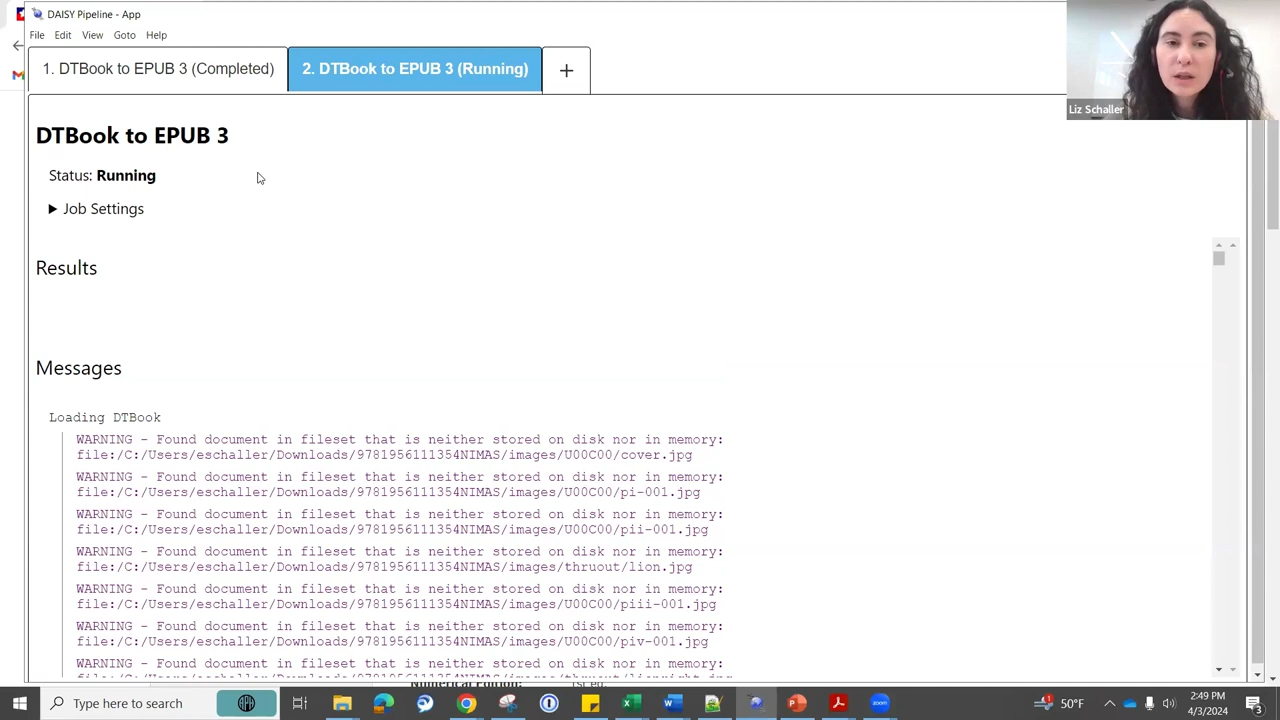 DAISY Pipeline - App
File Edit View Goto Help
1. DTBook to EPUB 3 (Completed)
2. DTBook to EPUB 3 (Running)
+
Liz Schaller
DTBook to EPUB 3
Status: Running
Job Settings
Results
Messages
Loading DTBook
WARNING - Found document in fileset that is neither stored on disk nor in memory:
file:/C:/Users/eschaller/Downloads/9781956111354NIMAS/images/U00C00/cover.jpg
WARNING - Found document in fileset that is neither stored on disk nor in memory:
file:/C:/Users/eschaller/Downloads/9781956111354NIMAS/images/U00C00/pi-001.jpg
WARNING - Found document in fileset that is neither stored on disk nor in memory:
file:/C:/Users/eschaller/Downloads/9781956111354NIMAS/images/U00C00/pii-001.jpg
WARNING - Found document in fileset that is neither stored on disk nor in memory:
file:/C:/Users/eschaller/Downloads/9781956111354NIMAS/images/thruout/lion.jpg
WARNING - Found document in fileset that is neither stored on disk nor in memory:
file:/C:/Users/eschaller/Downloads/9781956111354NIMAS/images/U00C00/piii-001.jpg
WARNING - Found document in fileset that is neither stored on disk nor in memory:
file:/C:/Users/eschaller/Downloads/9781956111354NIMAS/images/U00C00/piv-001.jpg
WARNING - Found document in fileset that is neither stored on disk nor in memory:
Type here to search
50°F
2:49 PM
4/3/2024
3